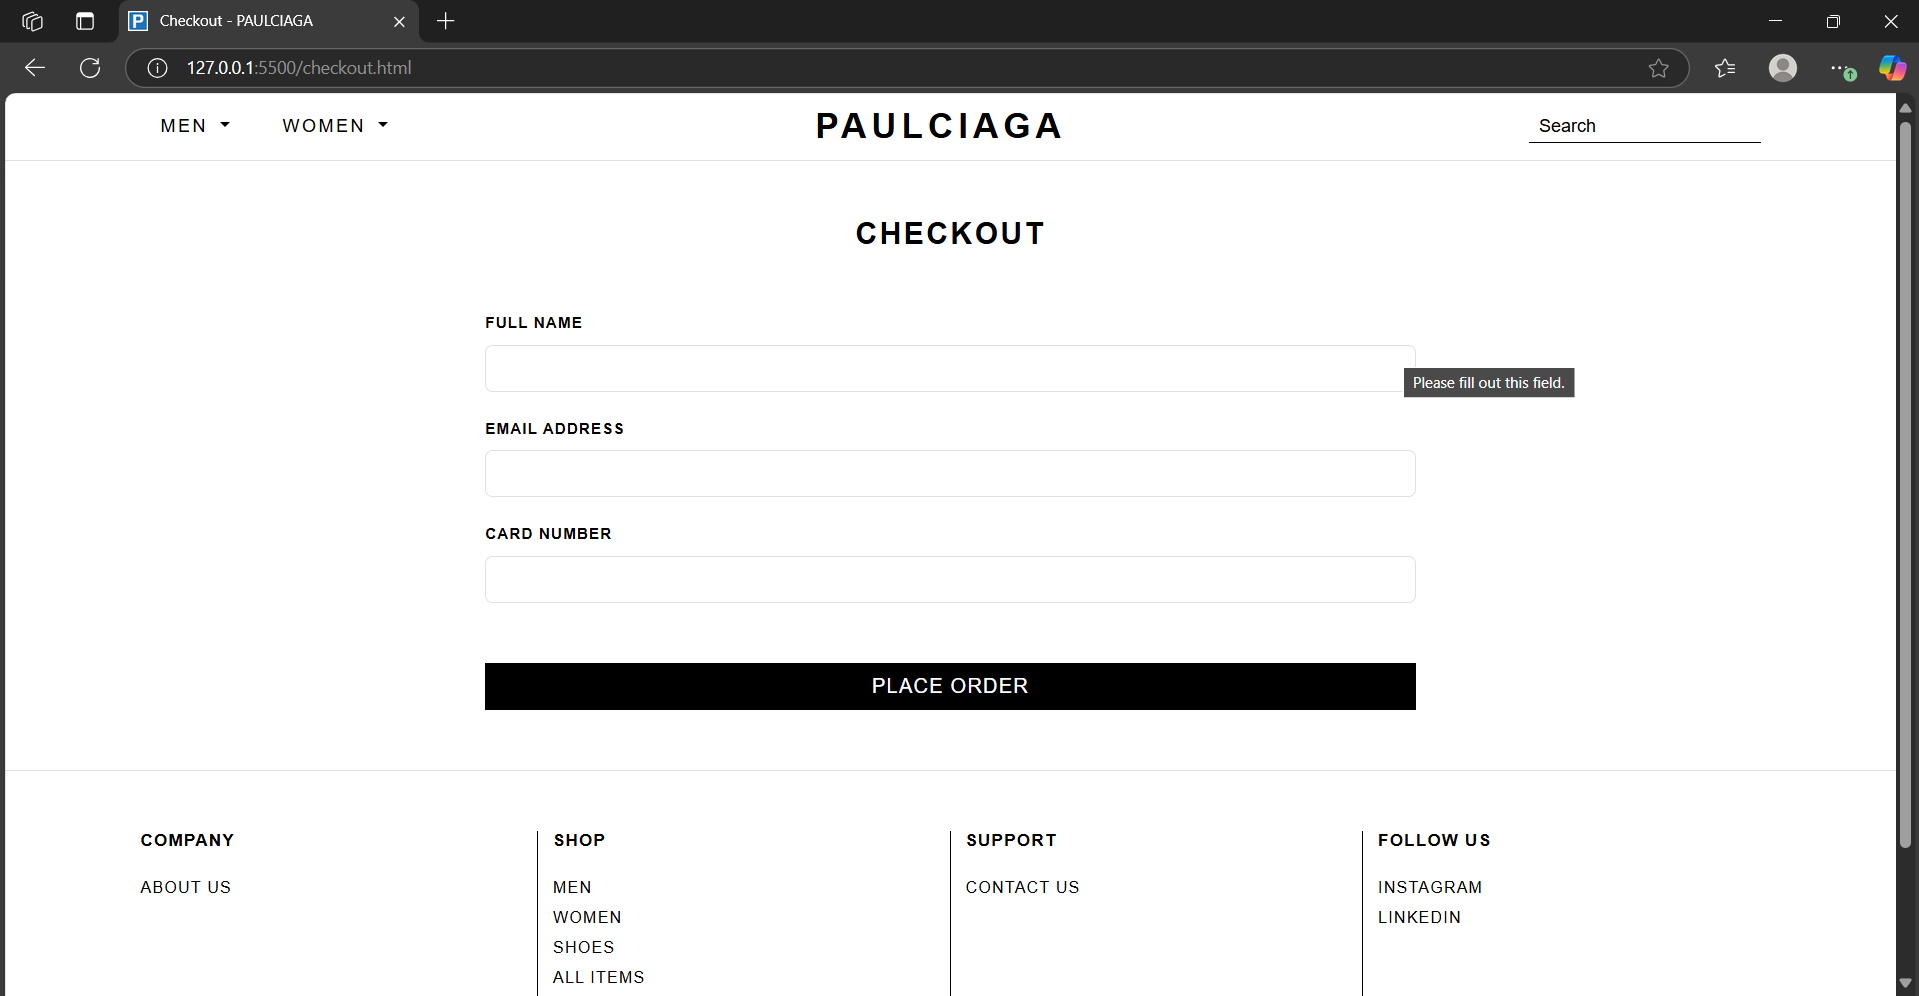 Checkout - PAULCIAGA
127.0.0.1:5500/checkout.html
MEN WOMEN PAULCIAGA Search
CHECKOUT
FULL NAME
Please fill out this field.
EMAIL ADDRESS
CARD NUMBER
PLACE ORDER
COMPANY
ABOUT US
SHOP
MEN
WOMEN
SHOES
ALL ITEMS
SUPPORT
CONTACT US
FOLLOW US
INSTAGRAM
LINKEDIN